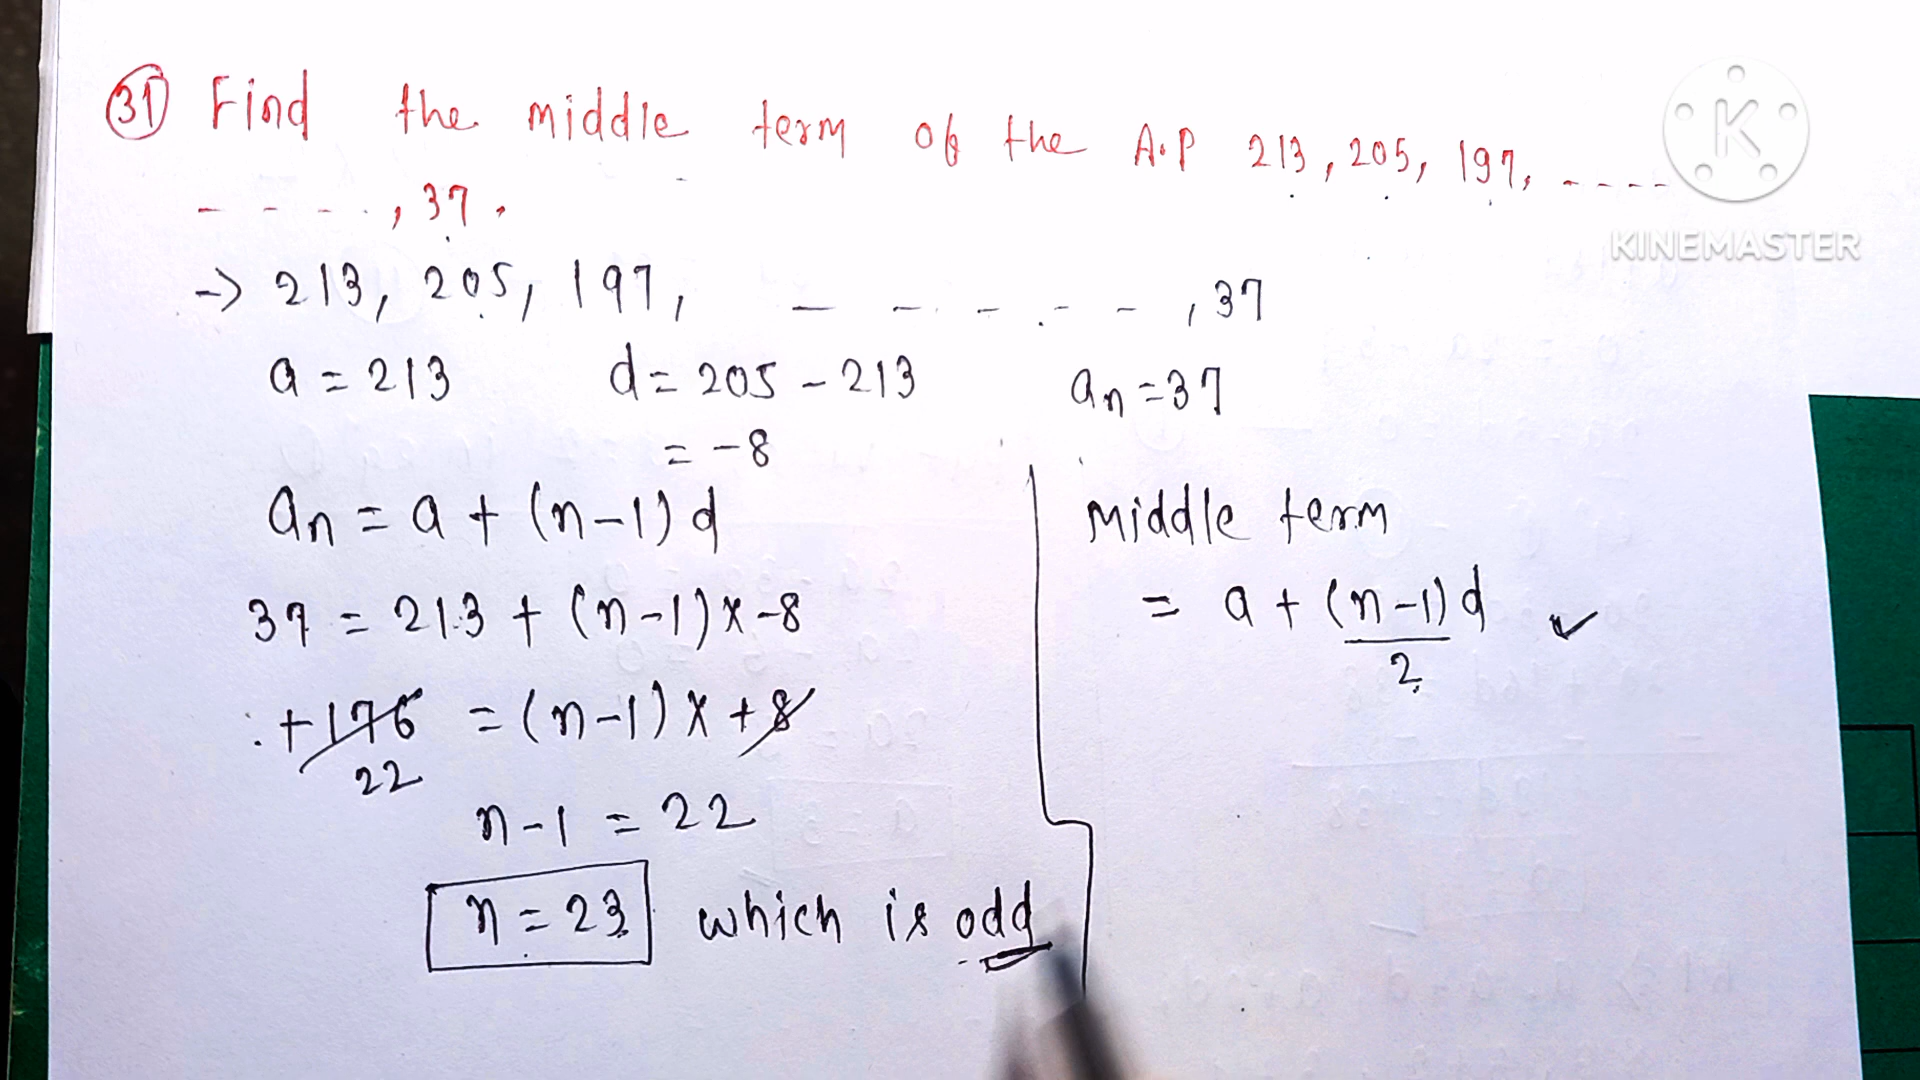 31 Find the middle term of the A.P 213, 205, 197, ----
- - - - , 37.
-> 213, 205, 197, - - - - - - , 37
a = 213 d = 205 - 213 an = 37
= -8
an = a + (n-1)d
37 = 213 + (n-1)x-8
+176 = (n-1)x+8
22
n-1 = 22
n = 23 which is odd
Middle term
= a + (n-1)d ✓
2
K
KINEMASTER